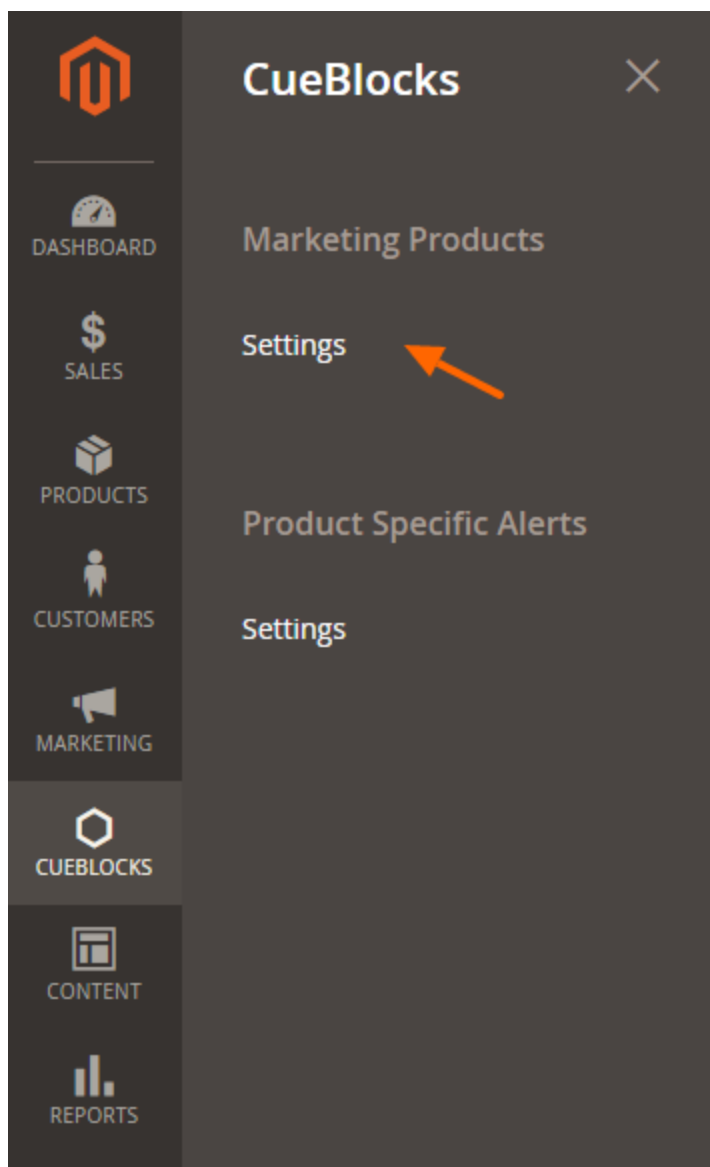 DASHBOARD
SALES
PRODUCTS
CUSTOMERS
MARKETING
CUEBLOCKS
CONTENT
REPORTS
CueBlocks
Marketing Products
Settings
Product Specific Alerts
Settings